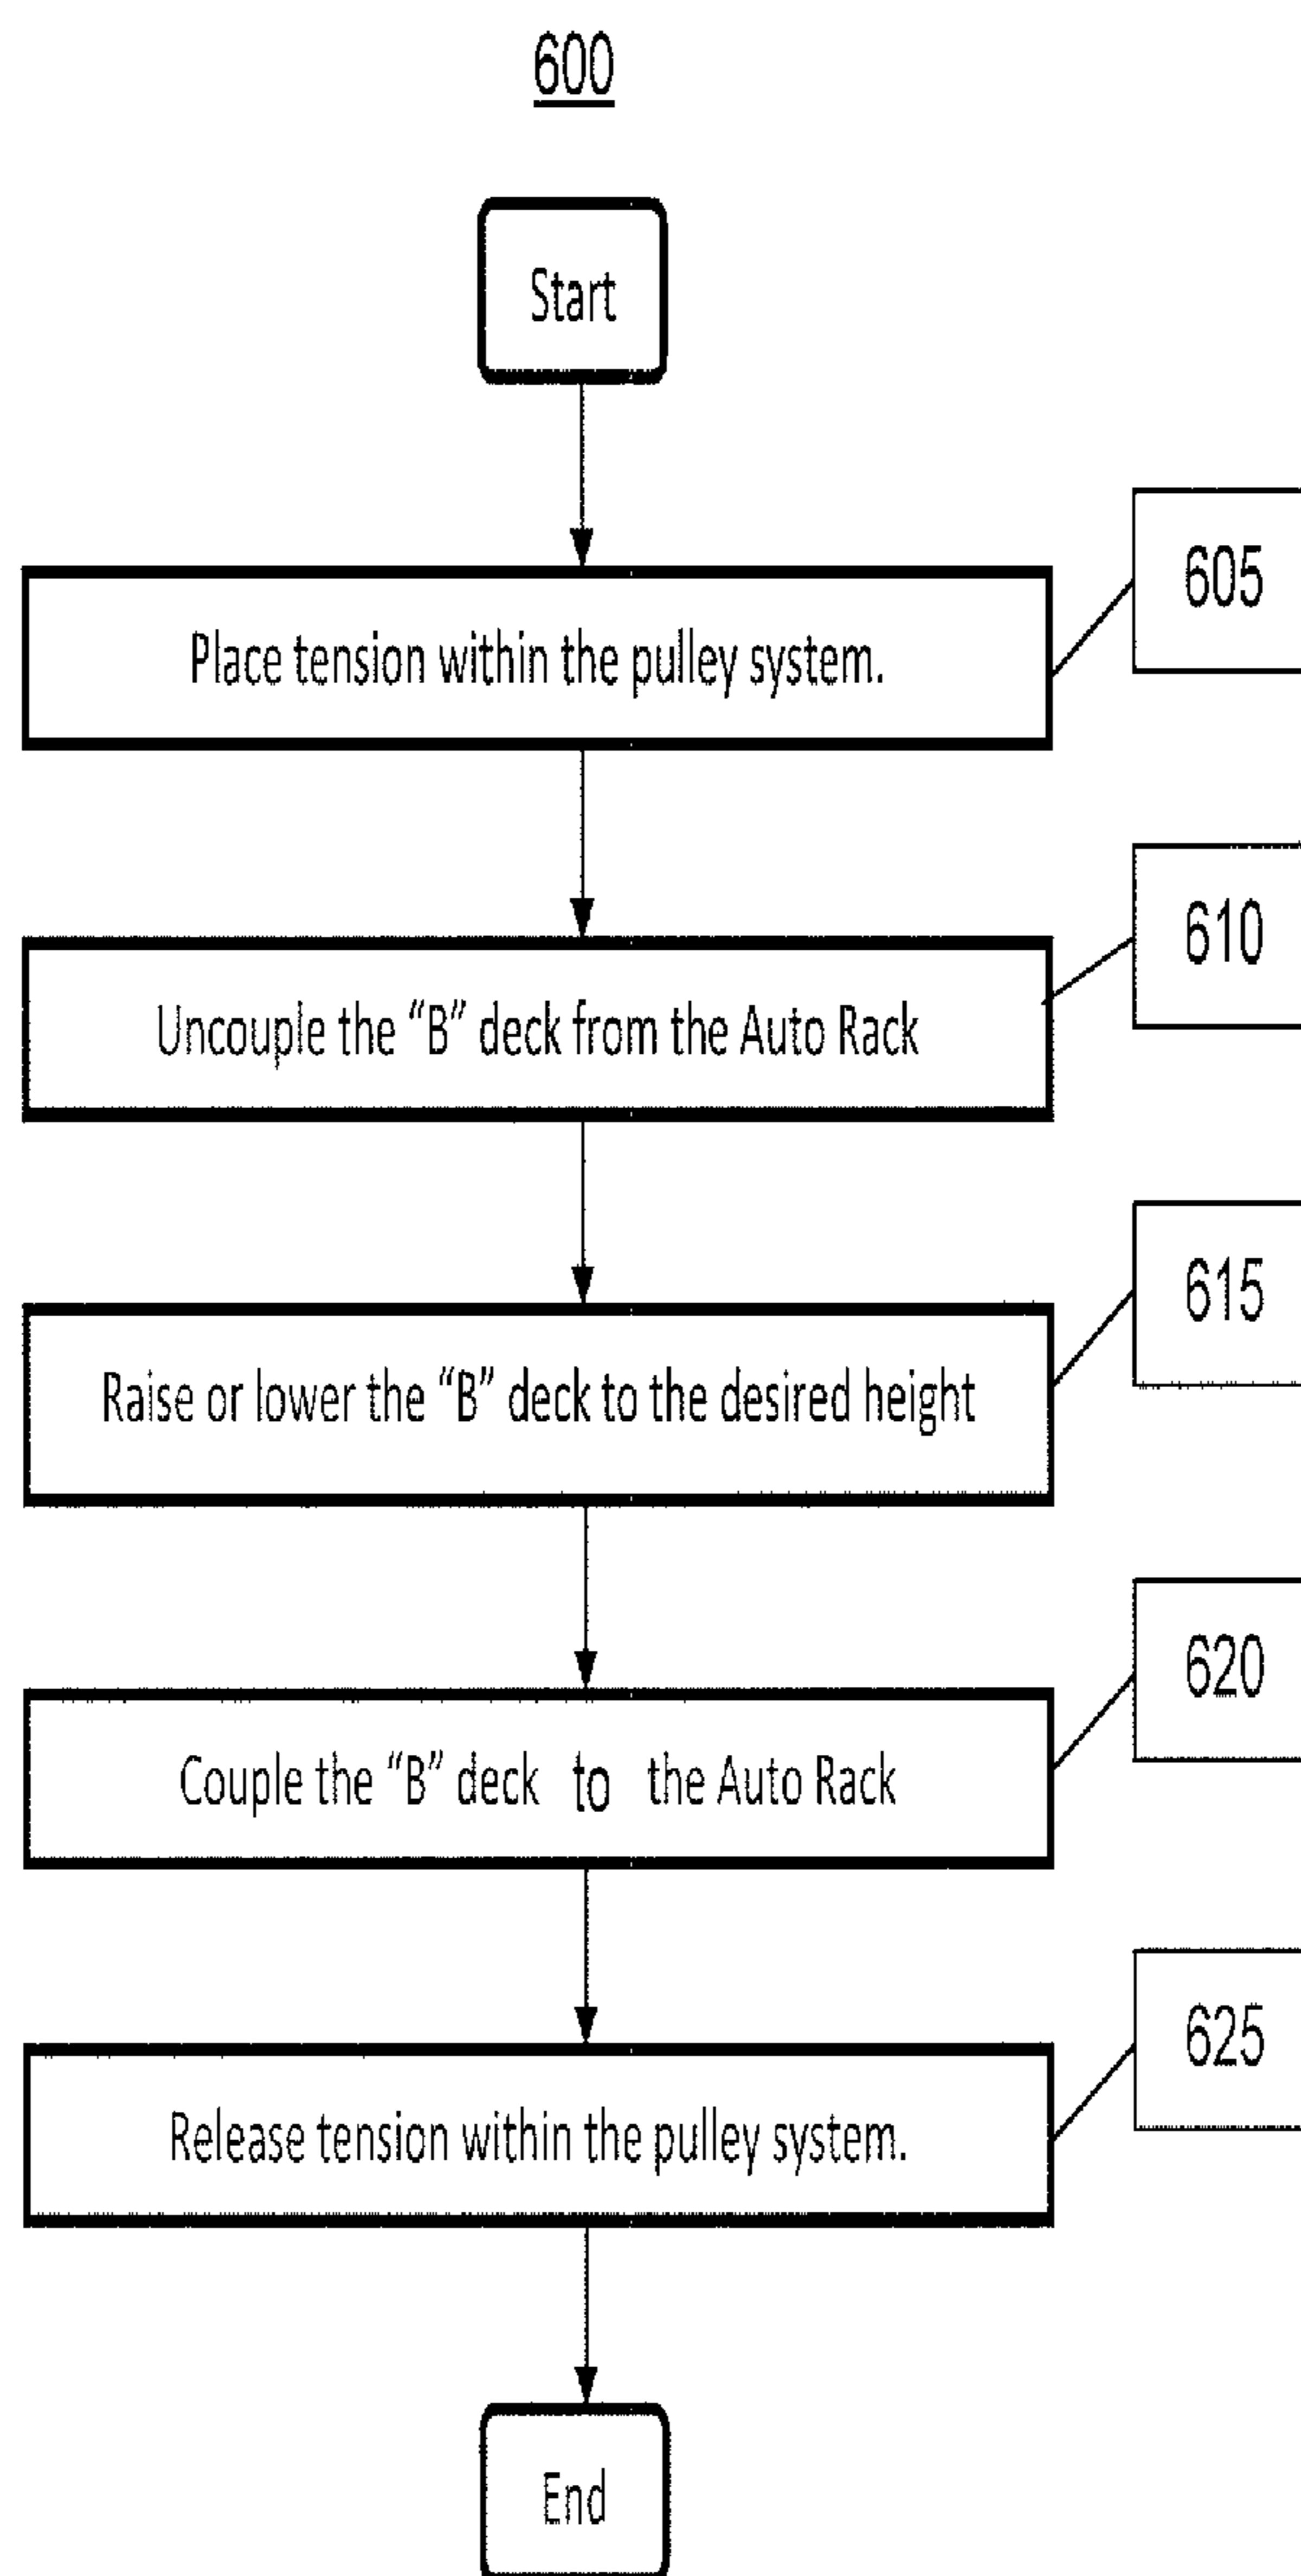 600
Start
Place tension within the pulley system.
605
Uncouple the “B” deck from the Auto Rack
610
Raise or lower the “B” deck to the desired height
615
Couple the “B” deck to the Auto Rack
620
Release tension within the pulley system.
625
End